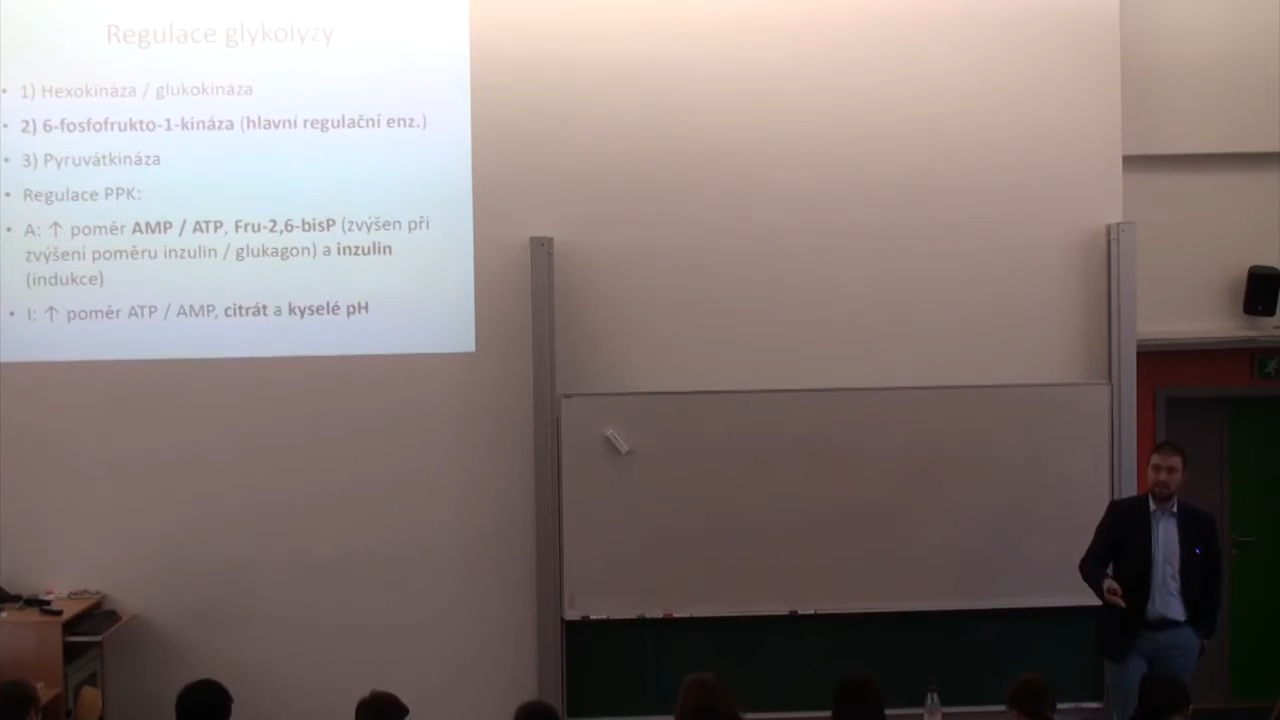 Regulace glykolýzy
• 1) Hexokináza / glukokináza
• 2) 6-fosfofrukto-1-kináza (hlavní regulační enz.)
• 3) Pyruvátkináza
• Regulace PPK:
• A: ↑ poměr AMP / ATP, Fru-2,6-bisP (zvýšen při
zvýšení poměru inzulin / glukagon) a inzulin
(indukce)
• I: ↑ poměr ATP / AMP, citrát a kyselé pH